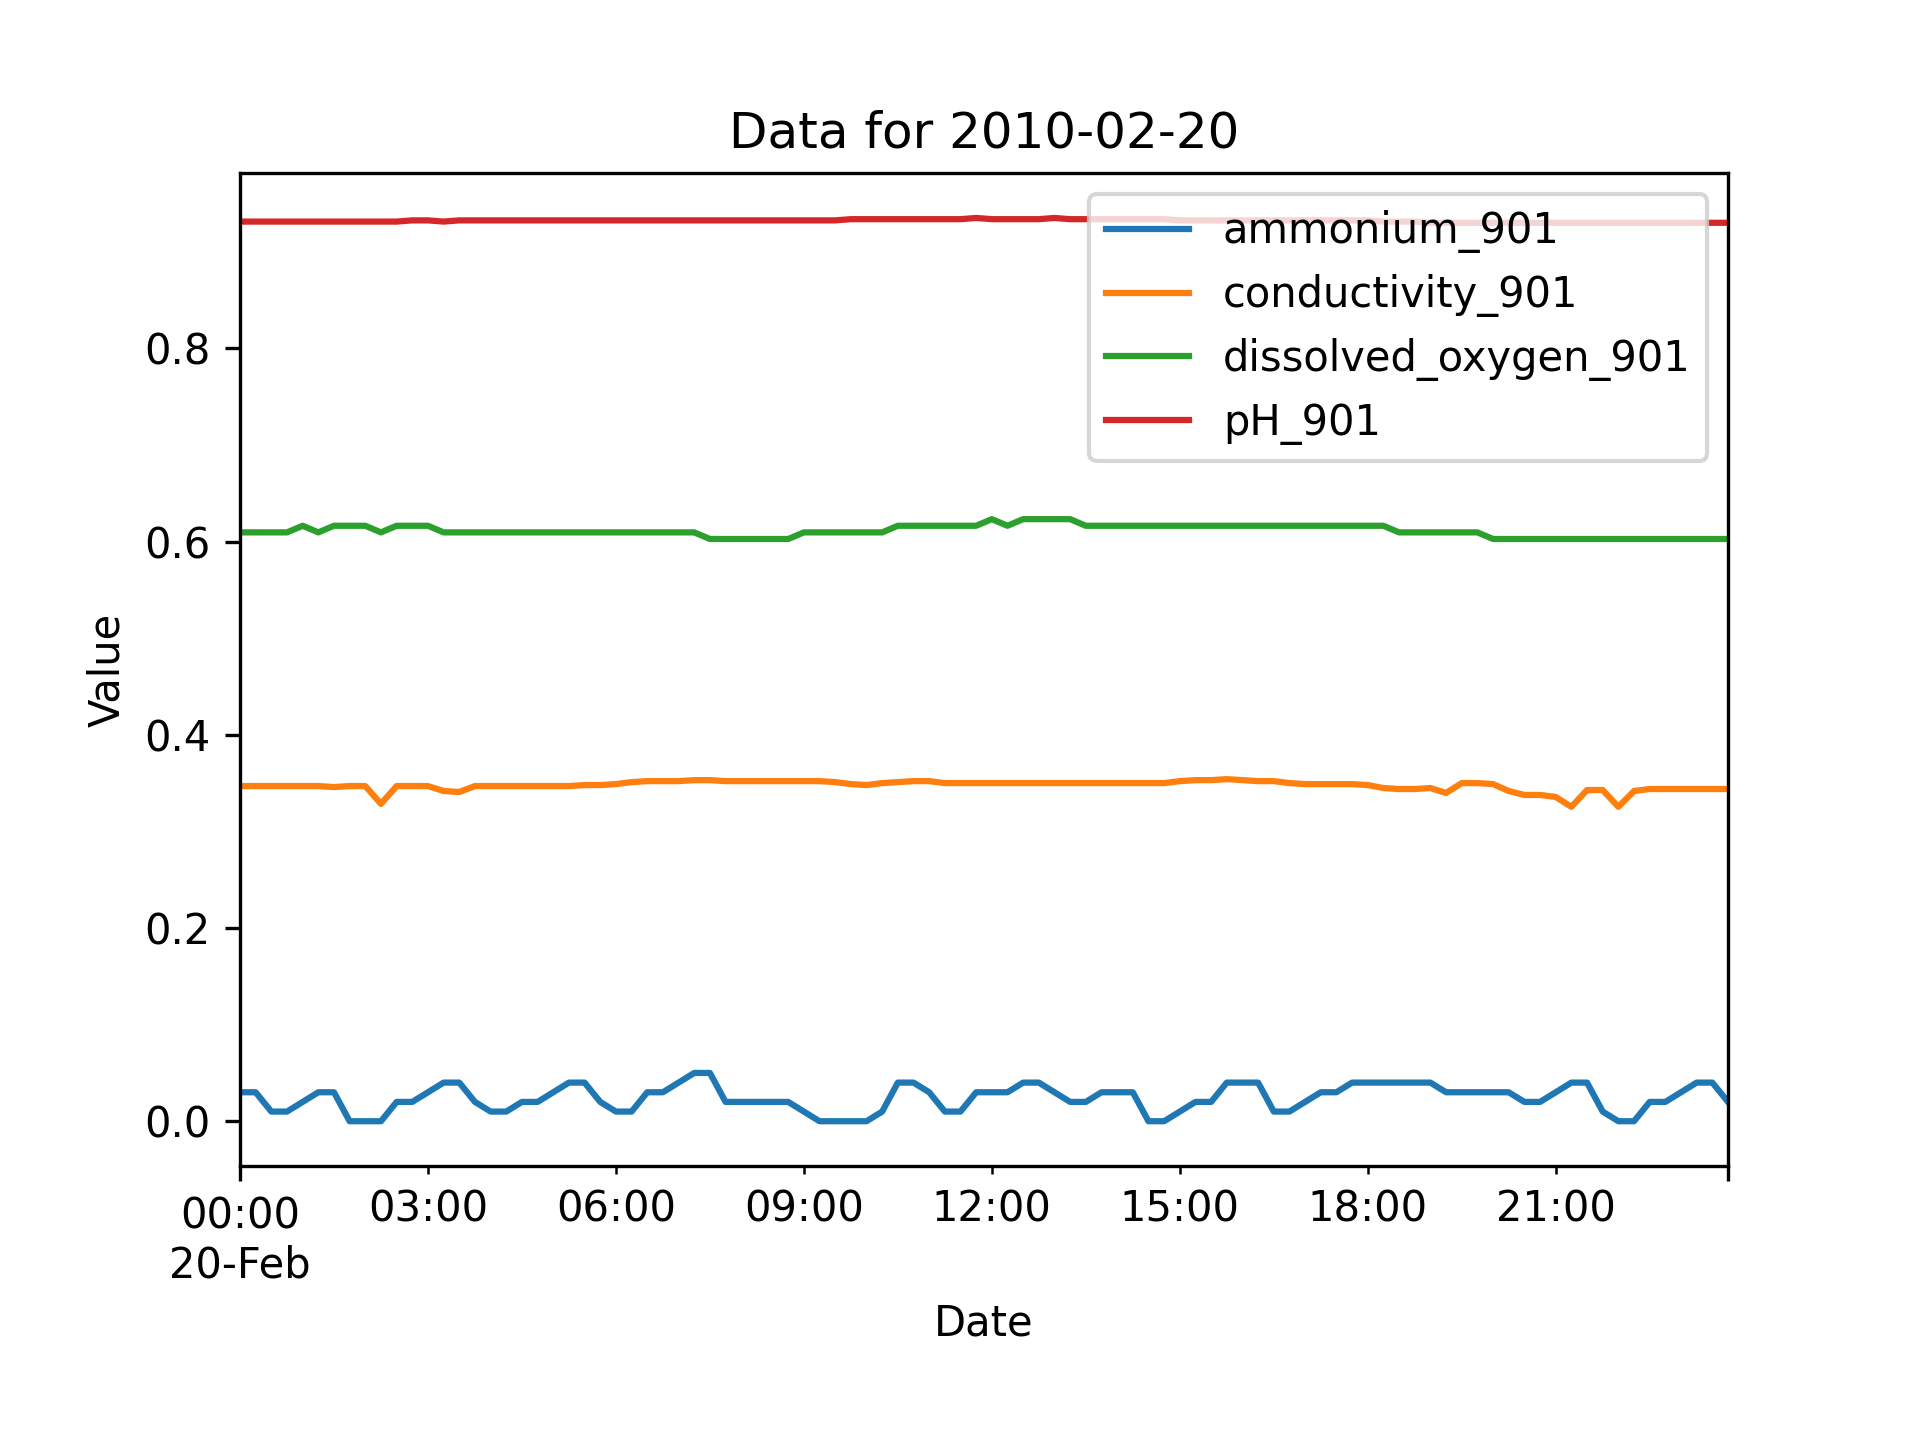 Data for 2010-02-20
ammonium_901
conductivity_901
dissolved_oxygen_901
pH_901
0.8
0.6
0.4
0.2
0.0
Value
00:00 03:00 06:00 09:00 12:00 15:00 18:00 21:00
20-Feb
Date